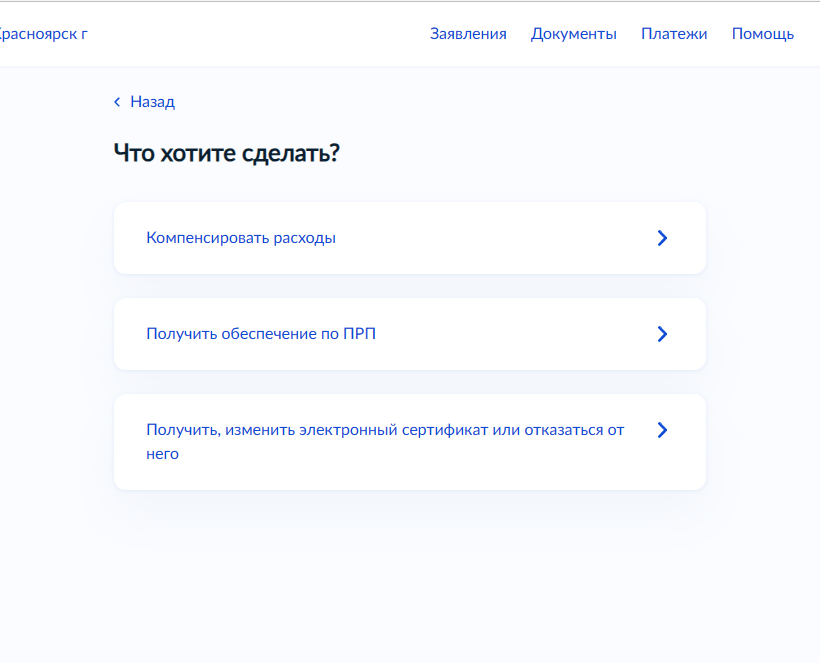 Красноярск г
Заявления Документы Платежи Помощь
Назад
Что хотите сделать?
Компенсировать расходы
Получить обеспечение по ПРП
Получить, изменить электронный сертификат или отказаться от
него